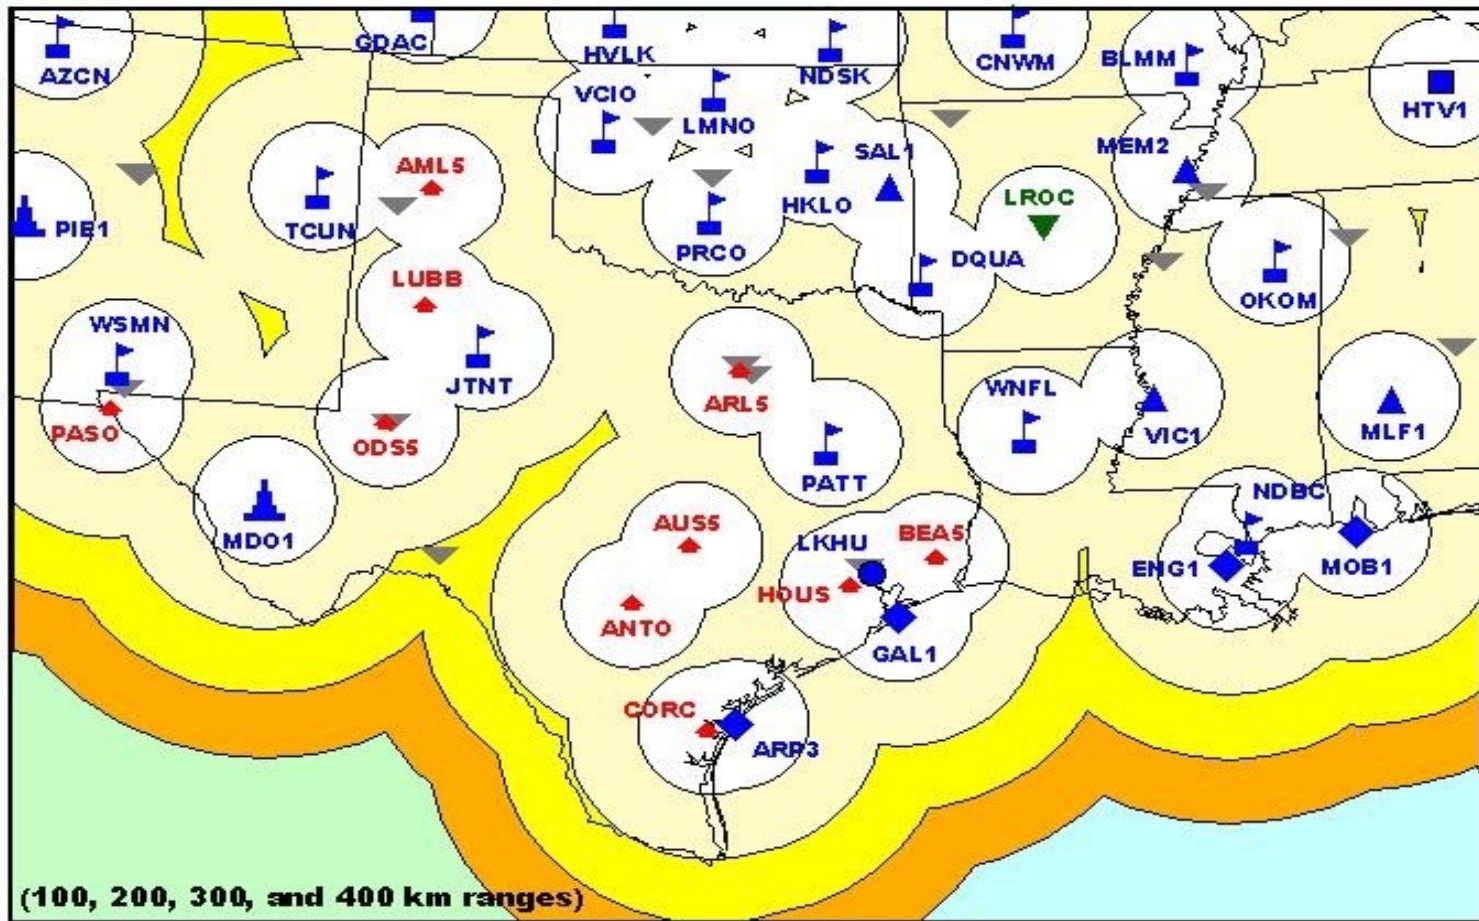 GDAC
HVLK
NDSK
CNWM
BLMM
AZCN
VCIO
LMNO
HTV1
SAL1
MEM2
AML5
LROC
HKLO
PIE1
TCUN
PRCO
DQUA
LUBB
OKOM
WSMN
JTNT
WNFL
ARL5
PASO
ODS5
VIC1
MLF1
PATT
NDBC
AUS5
BEA5
LKHU
MDO1
ENG1
MOB1
HOUS
ANTO
GAL1
CORC
ARP3
(100, 200, 300, and 400 km ranges)